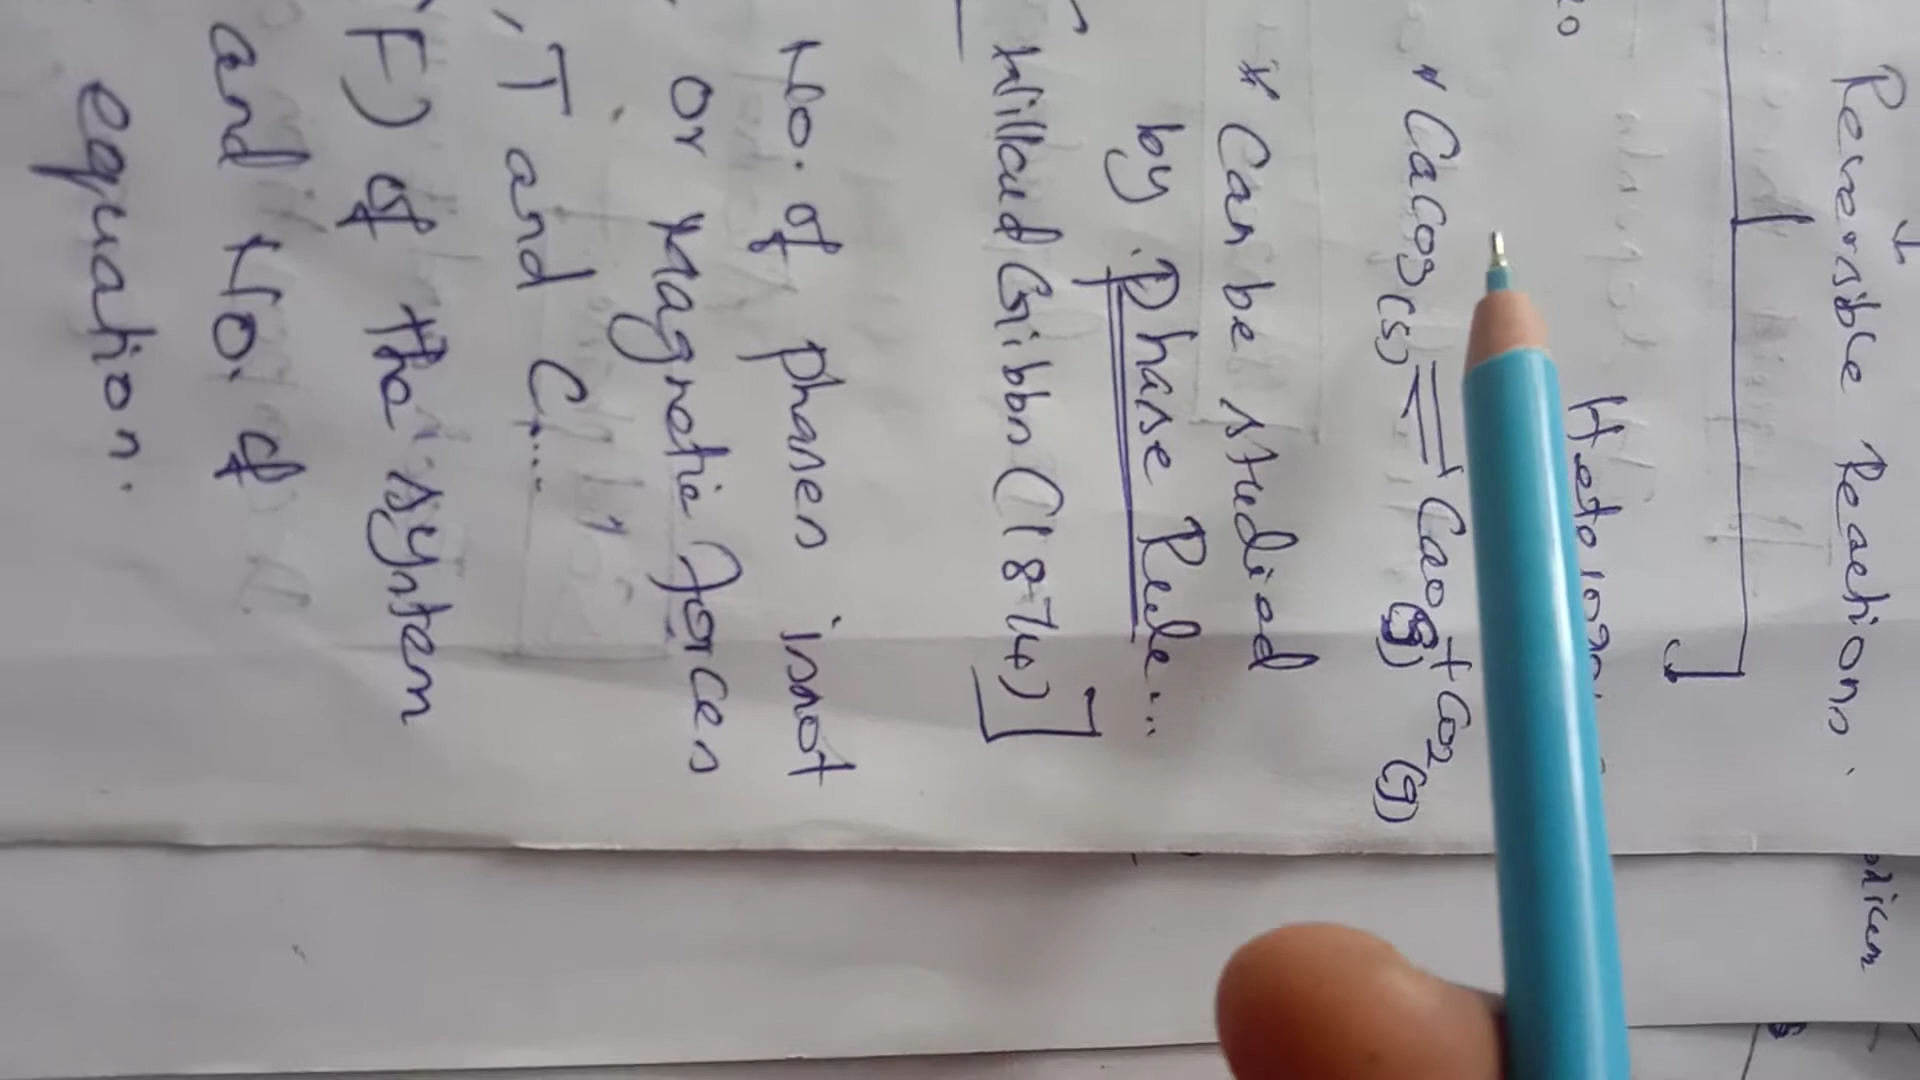 Reversible Reactions.
* CaCO3(s) ⇌ CaO(s) + CO2(g)
* Can be studied
by Phase Rule...
Willard Gibbs (1874)]
No. of phases is not
or Magnetic forces
, T and C....
F) of the system
and No. of
equation.